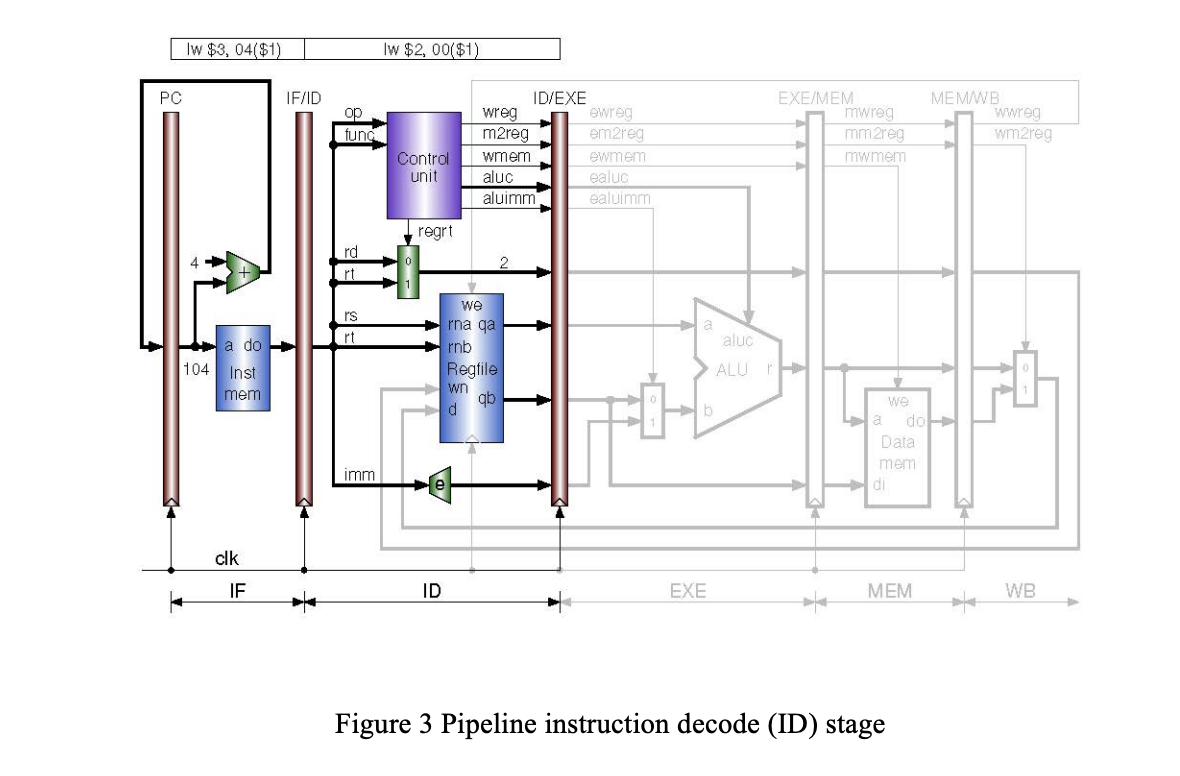 lw $3, 04($1) lw $2, 00($1)
PC IF/ID ID/EXE EXE/MEM MEM/WB
op wreg ewreg mwreg wwreg
func m2reg em2reg mm2reg wm2reg
Control unit
wmem ewmem mwmem
aluc ealuc
aluimm ealuimm
regrt
4 + rd 0 2
rt 1
we
rs rna qa a
rt rnb aluc
104 a do Regfile ALU r 0
Inst mem wn 1
d qb 0 b we
1 a do
Data
mem
imm e di
clk
IF ID EXE MEM WB
Figure 3 Pipeline instruction decode (ID) stage